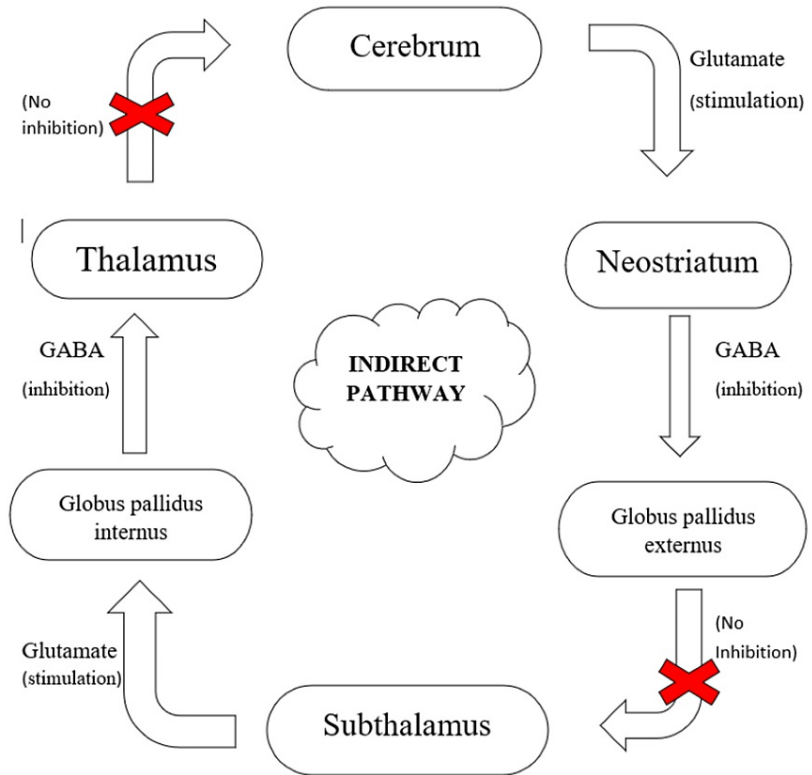 Cerebrum
Glutamate
(stimulation)
(No
inhibition)
Thalamus
Neostriatum
GABA
(inhibition)
INDIRECT
PATHWAY
GABA
(inhibition)
Globus pallidus
internus
Globus pallidus
externus
(No
Inhibition)
Glutamate
(stimulation)
Subthalamus